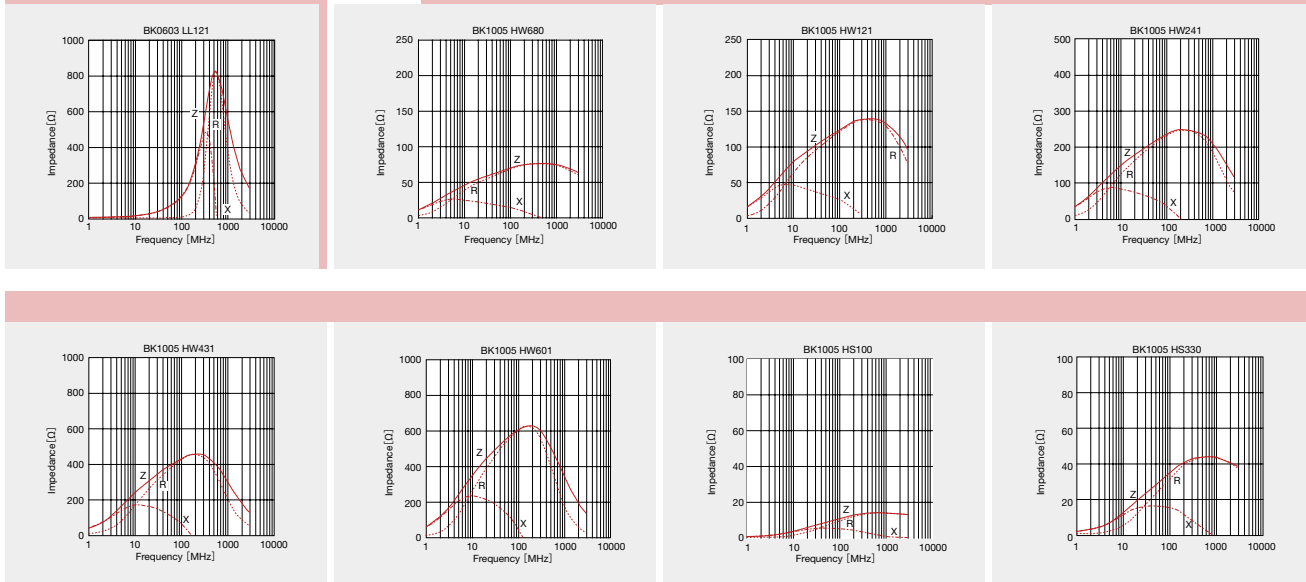 BK0603 LL121
1000
800
600
400
200
0
Impedance[Ω]
Z
R
X
1
10
100
1000
10000
Frequency [MHz]
BK1005 HW680
250
200
150
100
50
0
Impedance[Ω]
Z
R
X
1
10
100
1000
10000
Frequency [MHz]
BK1005 HW121
250
200
150
100
50
0
Impedance[Ω]
Z
R
X
1
10
100
1000
10000
Frequency [MHz]
BK1005 HW241
500
400
300
200
100
0
Impedance[Ω]
Z
R
X
1
10
100
1000
10000
Frequency [MHz]
BK1005 HW431
1000
800
600
400
200
0
Impedance[Ω]
Z
R
X
1
10
100
1000
10000
Frequency [MHz]
BK1005 HW601
1000
800
600
400
200
0
Impedance[Ω]
Z
R
X
1
10
100
1000
10000
Frequency [MHz]
BK1005 HS100
100
80
60
40
20
0
Impedance[Ω]
Z
R
X
1
10
100
1000
10000
Frequency [MHz]
BK1005 HS330
100
80
60
40
20
0
Impedance[Ω]
Z
R
X
1
10
100
1000
10000
Frequency [MHz]